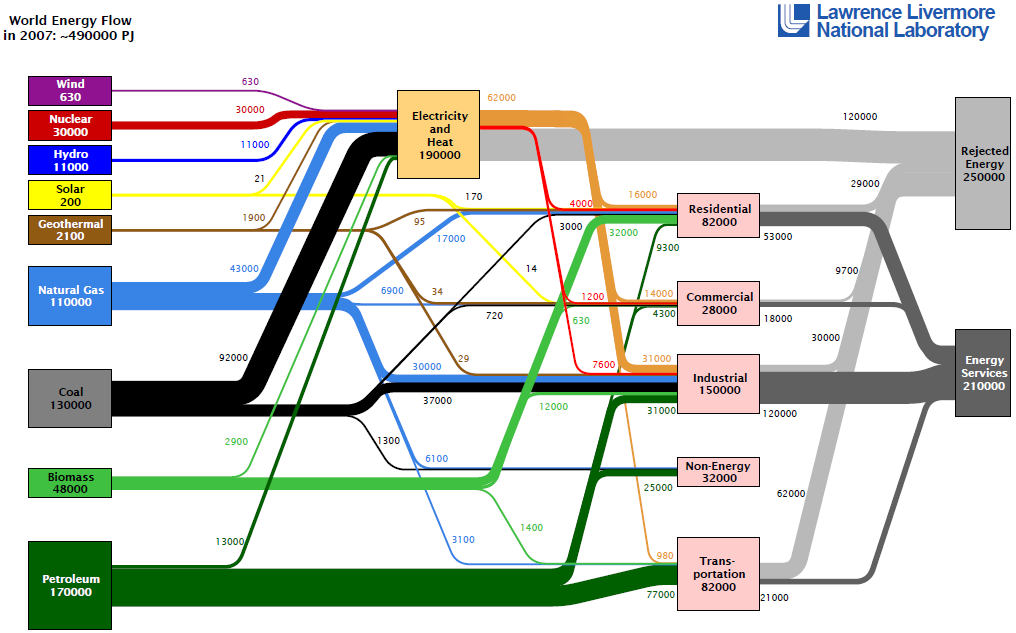 World Energy Flow
in 2007: ~490000 PJ
Lawrence Livermore
National Laboratory
Wind
630
Nuclear
30000
Hydro
11000
Solar
200
Geothermal
2100
Natural Gas
110000
Coal
130000
Biomass
48000
Petroleum
170000
630
30000
11000
21
1900
43000
92000
2900
13000
Electricity
and
Heat
190000
62000
120000
170
95
17000
6900
34
14
720
29
30000
37000
1300
6100
12000
1400
3100
4000
3000
16000
32000
9300
1200
630
14000
4300
7600
31000
31000
25000
980
77000
Residential
82000
Commercial
28000
Industrial
150000
Non-Energy
32000
Trans-
portation
82000
29000
53000
9700
18000
30000
120000
62000
21000
Rejected
Energy
250000
Energy
Services
210000